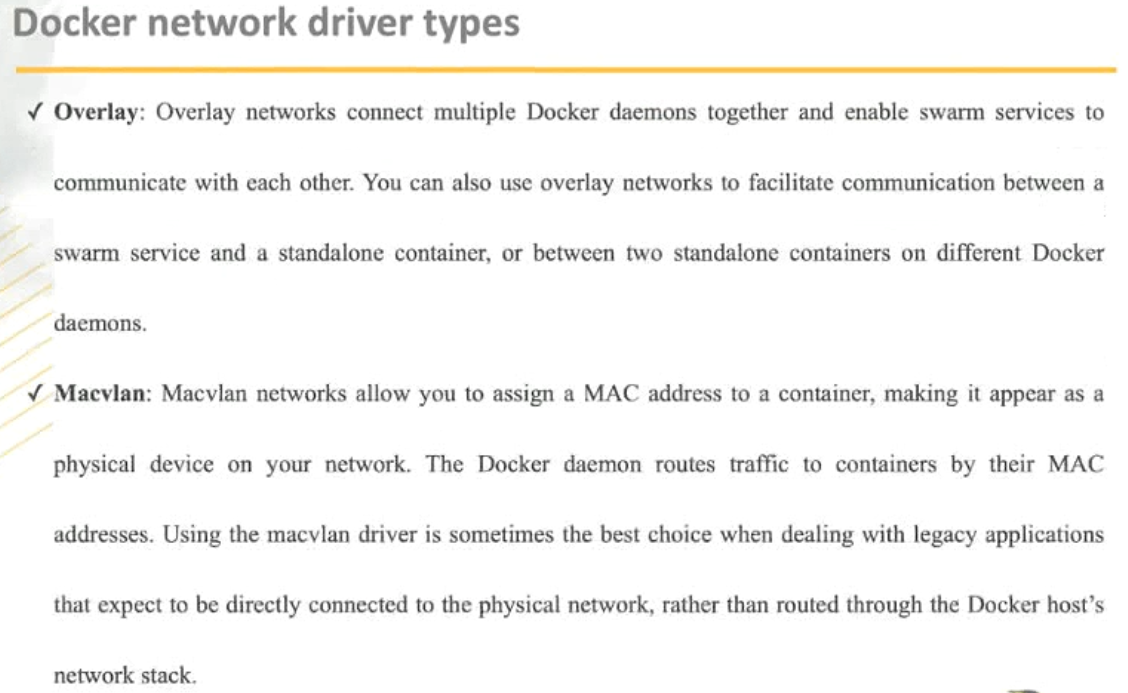 Docker network driver types
✓ Overlay: Overlay networks connect multiple Docker daemons together and enable swarm services to
communicate with each other. You can also use overlay networks to facilitate communication between a
swarm service and a standalone container, or between two standalone containers on different Docker
daemons.
✓ Macvlan: Macvlan networks allow you to assign a MAC address to a container, making it appear as a
physical device on your network. The Docker daemon routes traffic to containers by their MAC
addresses. Using the macvlan driver is sometimes the best choice when dealing with legacy applications
that expect to be directly connected to the physical network, rather than routed through the Docker host’s
network stack.